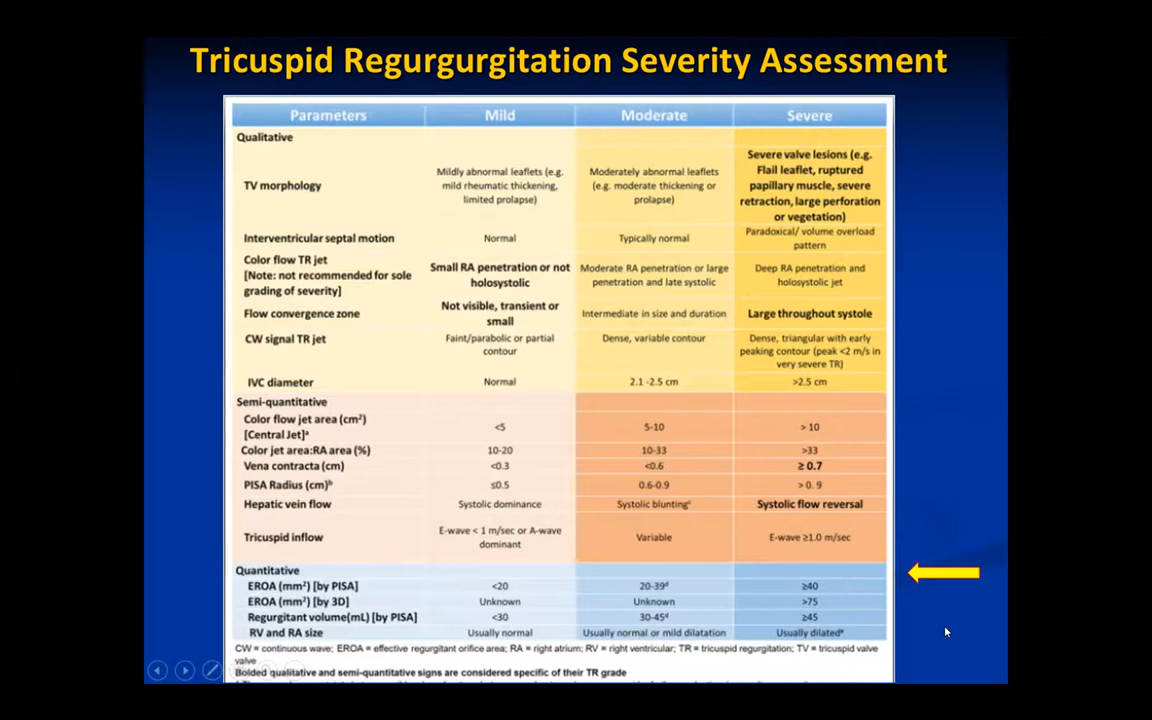 Tricuspid Regurgurgitation Severity Assessment
Parameters Mild Moderate Severe
Qualitative
TV morphology
Mildly abnormal leaflets (e.g.
mild rheumatic thickening,
limited prolapse)
Moderately abnormal leaflets
(e.g. moderate thickening or
prolapse)
Severe valve lesions (e.g.
Flail leaflet, ruptured
papillary muscle, severe
retraction, large perforation
or vegetation)
Interventricular septal motion
Normal
Typically normal
Paradoxical/ volume overload
pattern
Color flow TR jet
[Note: not recommended for sole
grading of severity]
Small RA penetration or not
holosystolic
Moderate RA penetration or large
penetration and late systolic
Deep RA penetration and
holosystolic jet
Flow convergence zone
Not visible, transient or
small
Intermediate in size and duration
Large throughout systole
CW signal TR jet
Faint/parabolic or partial
contour
Dense, variable contour
Dense, triangular with early
peaking contour (peak <2 m/s in
very severe TR)
IVC diameter Normal 2.1 -2.5 cm >2.5 cm
Semi-quantitative
Color flow jet area (cm²)
[Central Jet]ᵃ
<5 5-10 > 10
Color jet area:RA area (%) 10-20 10-33 >33
Vena contracta (cm) <0.3 <0.6 ≥ 0.7
PISA Radius (cm)ᵇ ≤0.5 0.6-0.9 > 0. 9
Hepatic vein flow Systolic dominance Systolic bluntingᶜ Systolic flow reversal
Tricuspid inflow
E-wave < 1 m/sec or A-wave
dominant
Variable
E-wave ≥1.0 m/sec
Quantitative
EROA (mm²) [by PISA] <20 20-39ᵈ ≥40
EROA (mm²) [by 3D] Unknown Unknown >75
Regurgitant volume(mL) [by PISA] <30 30-45ᵈ ≥45
RV and RA size Usually normal Usually normal or mild dilatation Usually dilatedᵉ
CW = continuous wave; EROA = effective regurgitant orifice area; RA = right atrium; RV = right ventricular; TR = tricuspid regurgitation; TV = tricuspid valve
valve
Bolded qualitative and semi-quantitative signs are considered specific of their TR grade